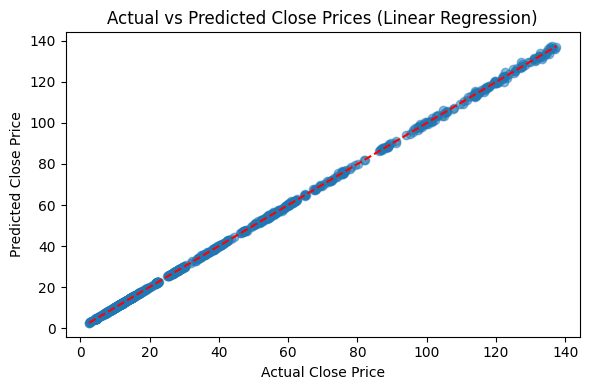 Actual vs Predicted Close Prices (Linear Regression)
140
120
100
80
60
40
20
0
Predicted Close Price
0 20 40 60 80 100 120 140
Actual Close Price